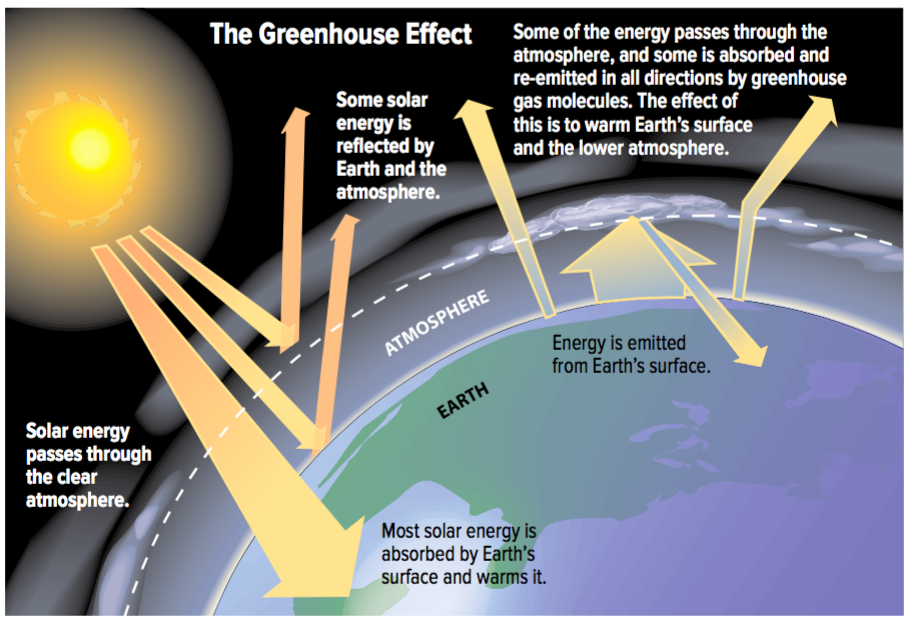 The Greenhouse Effect
Some solar
energy is
reflected by
Earth and the
atmosphere.
Some of the energy passes through the
atmosphere, and some is absorbed and
re-emitted in all directions by greenhouse
gas molecules. The effect of
this is to warm Earth's surface
and the lower atmosphere.
ATMOSPHERE
Energy is emitted
from Earth's surface.
EARTH
Solar energy
passes through
the clear
atmosphere.
Most solar energy is
absorbed by Earth's
surface and warms it.